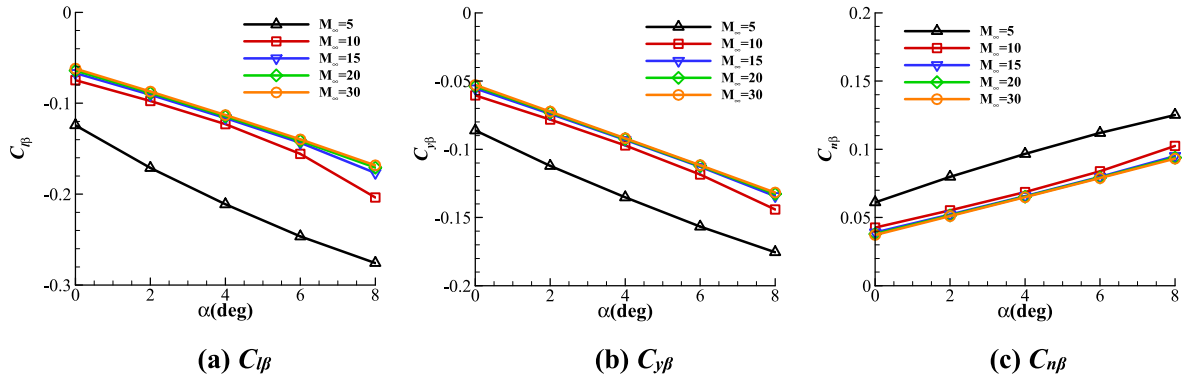 0
-0.1
-0.2
-0.3
C_lβ
0 2 4 6 8
α(deg)
M∞=5
M∞=10
M∞=15
M∞=20
M∞=30
(a) C_lβ
0
-0.05
-0.1
-0.15
-0.2
C_yβ
0 2 4 6 8
α(deg)
M∞=5
M∞=10
M∞=15
M∞=20
M∞=30
(b) C_yβ
0.2
0.15
0.1
0.05
0
C_nβ
0 2 4 6 8
α(deg)
M∞=5
M∞=10
M∞=15
M∞=20
M∞=30
(c) C_nβ